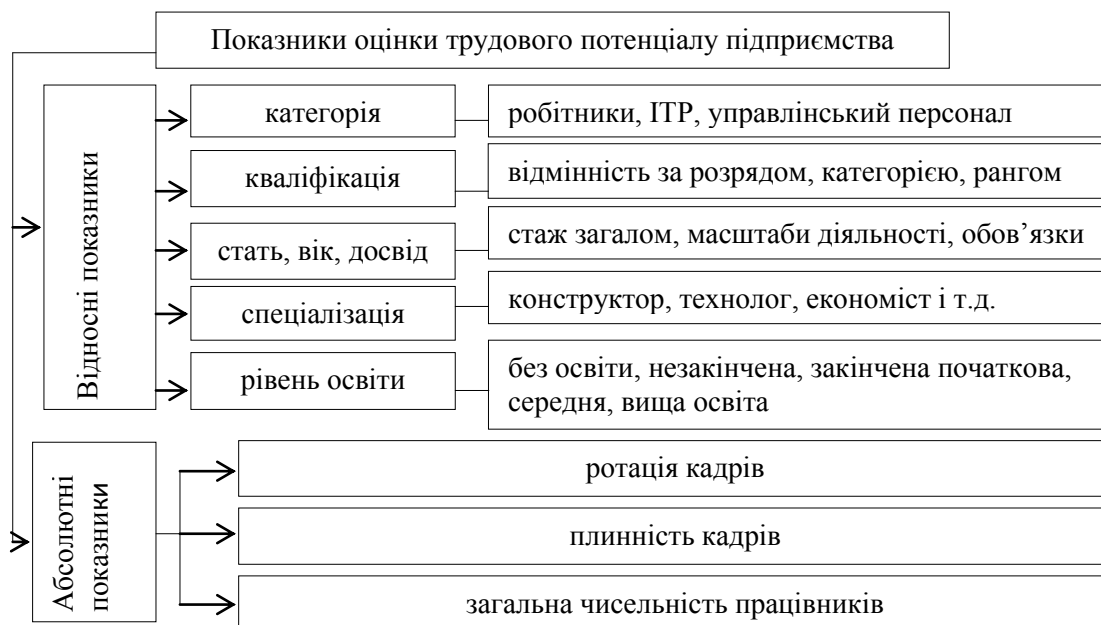 Показники оцінки трудового потенціалу підприємства
Відносні показники
категорія
робітники, ІТР, управлінський персонал
кваліфікація
відмінність за розрядом, категорією, рангом
стать, вік, досвід
стаж загалом, масштаби діяльності, обов’язки
спеціалізація
конструктор, технолог, економіст і т.д.
рівень освіти
без освіти, незакінчена, закінчена початкова,
середня, вища освіта
Абсолютні
показники
ротація кадрів
плинність кадрів
загальна чисельність працівників